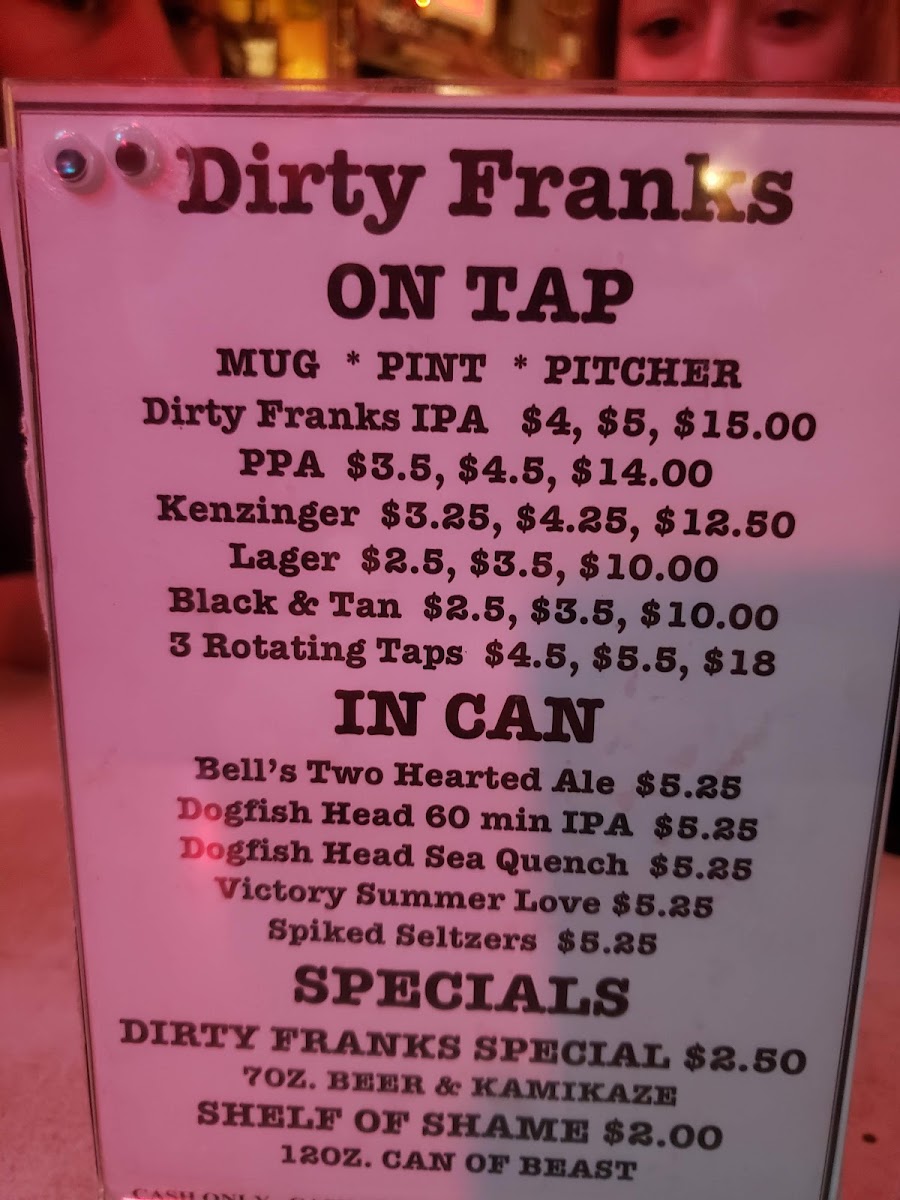 Dirty Franks
ON TAP
MUG * PINT * PITCHER
Dirty Franks IPA $4, $5, $15.00
PPA $3.5, $4.5, $14.00
Kenzinger $3.25, $4.25, $12.50
Lager $2.5, $3.5, $10.00
Black & Tan $2.5, $3.5, $10.00
3 Rotating Taps $4.5, $5.5, $18
IN CAN
Bell's Two Hearted Ale $5.25
Dogfish Head 60 min IPA $5.25
Dogfish Head Sea Quench $5.25
Victory Summer Love $5.25
Spiked Seltzers $5.25
SPECIALS
DIRTY FRANKS SPECIAL $2.50
7OZ. BEER & KAMIKAZE
SHELF OF SHAME $2.00
12OZ. CAN OF BEAST
CASH ONLY